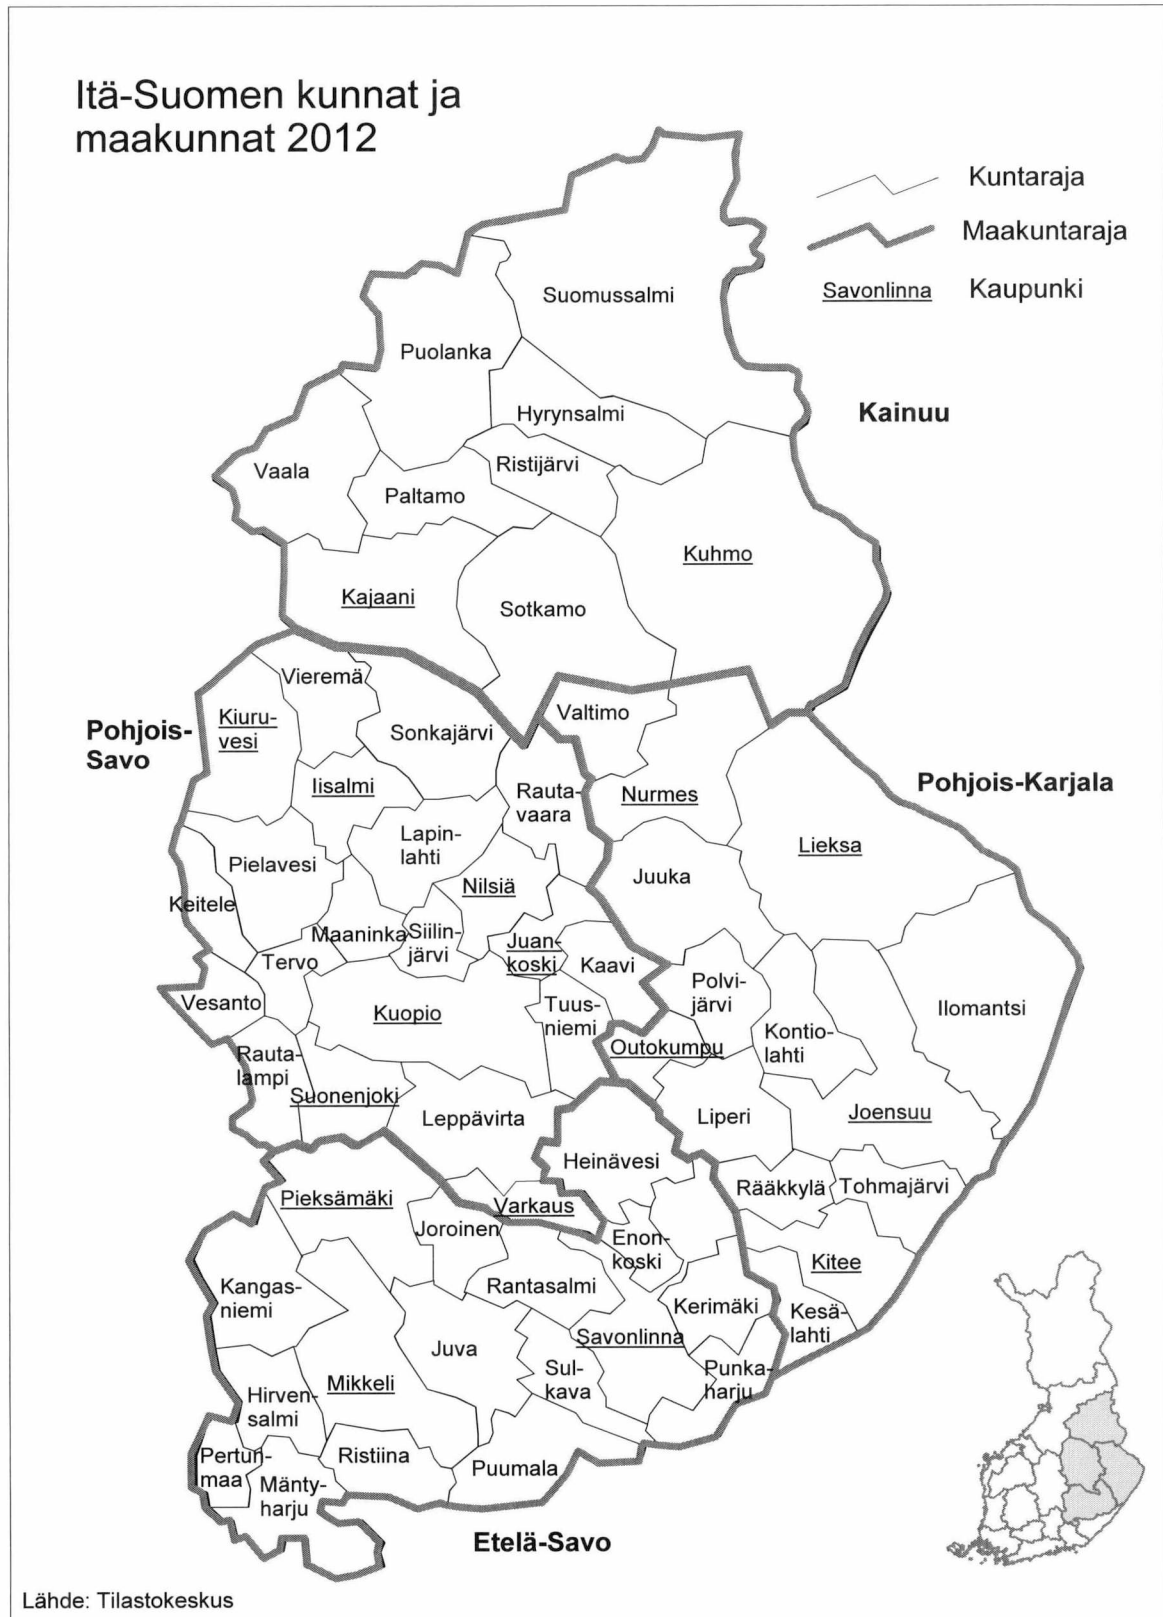 Itä-Suomen kunnat ja
maakunnat 2012
Kuntaraja
Maakuntaraja
Savonlinna Kaupunki
Suomussalmi
Puolanka
Hyrynsalmi
Kainuu
Ristijärvi
Vaala
Paltamo
Kuhmo
Kajaani
Sotkamo
Vieremä
Kiuru-
vesi
Pohjois-
Savo
Sonkajärvi
Valtimo
Iisalmi
Rauta-
vaara
Nurmes
Pohjois-Karjala
Lapin-
lahti
Lieksa
Pielavesi
Nilsiä
Juuka
Keitele
Maaninka
Siilin-
järvi
Juan-
koski
Kaavi
Tervo
Polvi-
järvi
Vesanto
Kuopio
Tuus-
niemi
Ilomantsi
Kontio-
lahti
Outokumpu
Rauta-
lampi
Suonenjoki
Leppävirta
Liperi
Joensuu
Heinävesi
Rääkkylä
Tohmajärvi
Pieksämäki
Varkaus
Joroinen
Enon-
koski
Kitee
Kangas-
niemi
Rantasalmi
Kerimäki
Kesä-
lahti
Savonlinna
Juva
Sul-
kava
Punka-
harju
Mikkeli
Hirven-
salmi
Pertun-
maa
Ristiina
Puumala
Mänty-
harju
Etelä-Savo
Lähde: Tilastokeskus